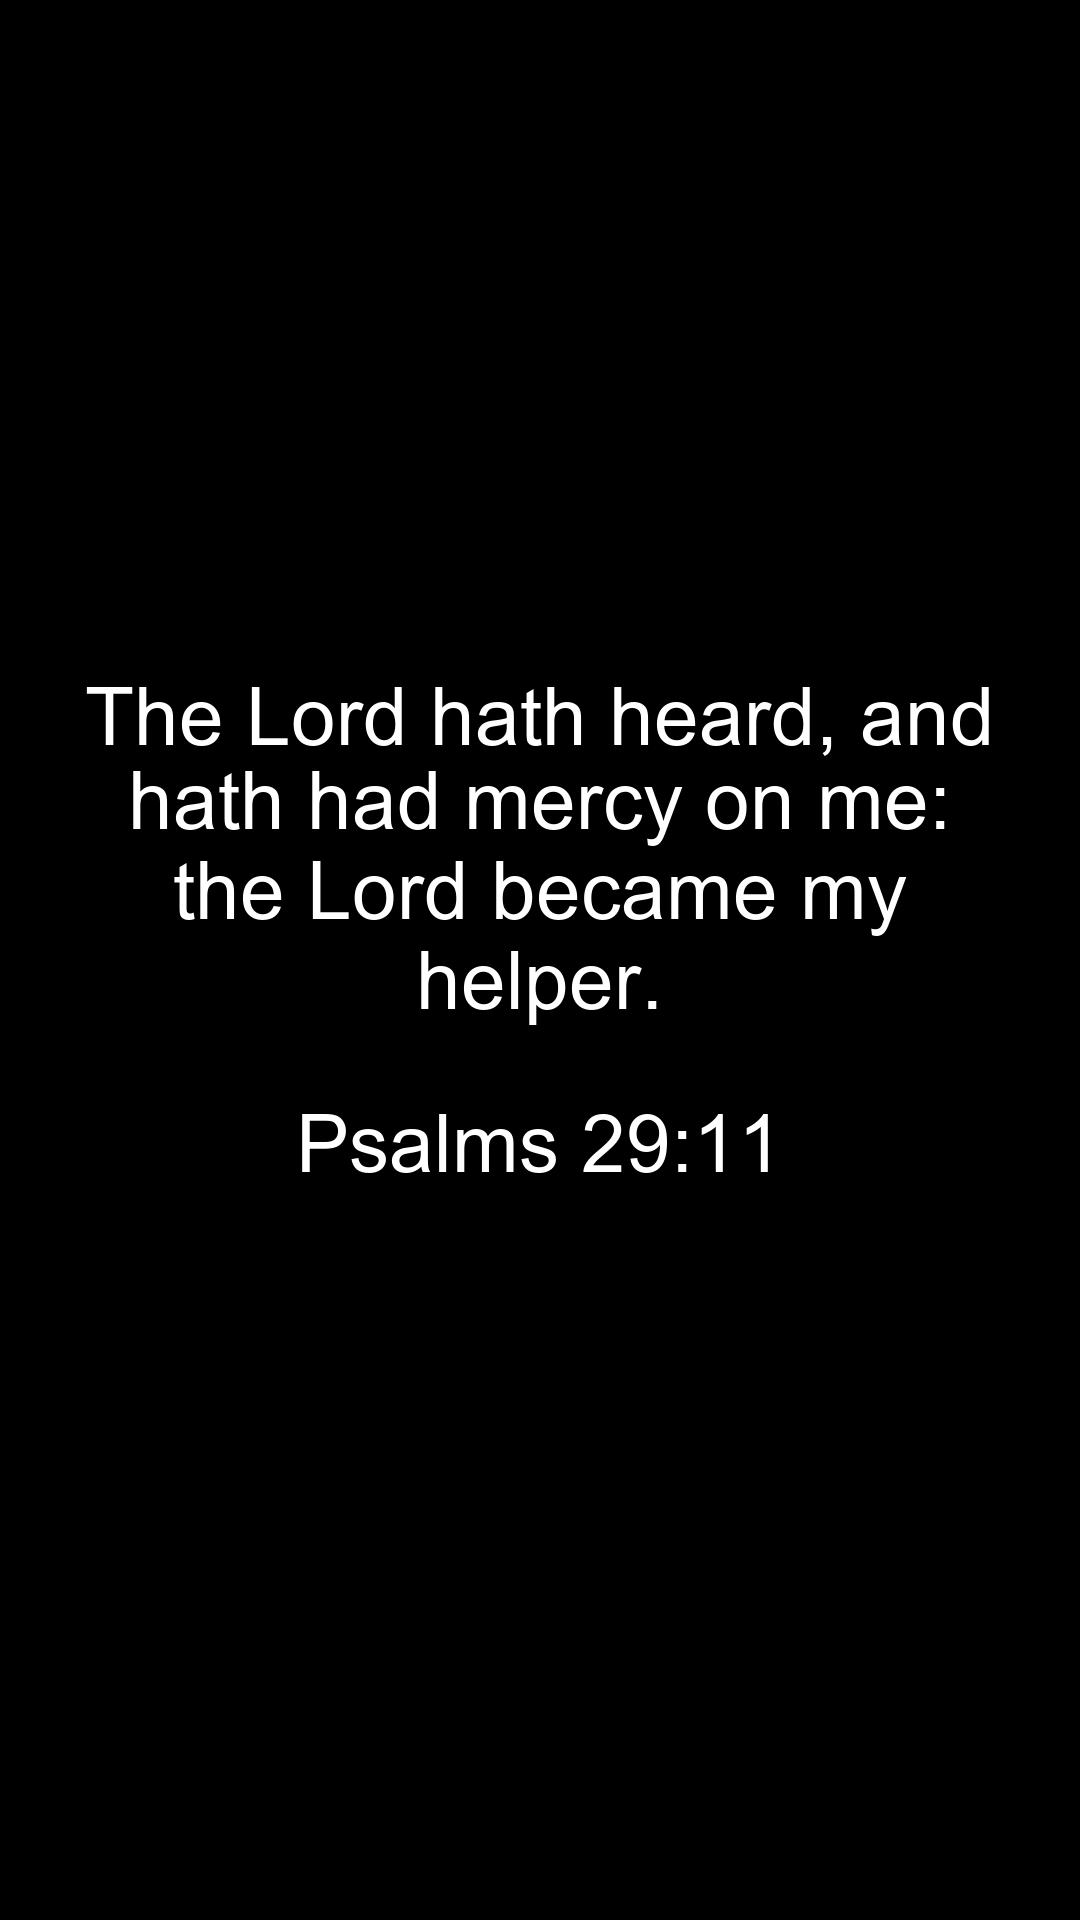 The Lord hath heard, and
hath had mercy on me:
the Lord became my
helper.
Psalms 29:11